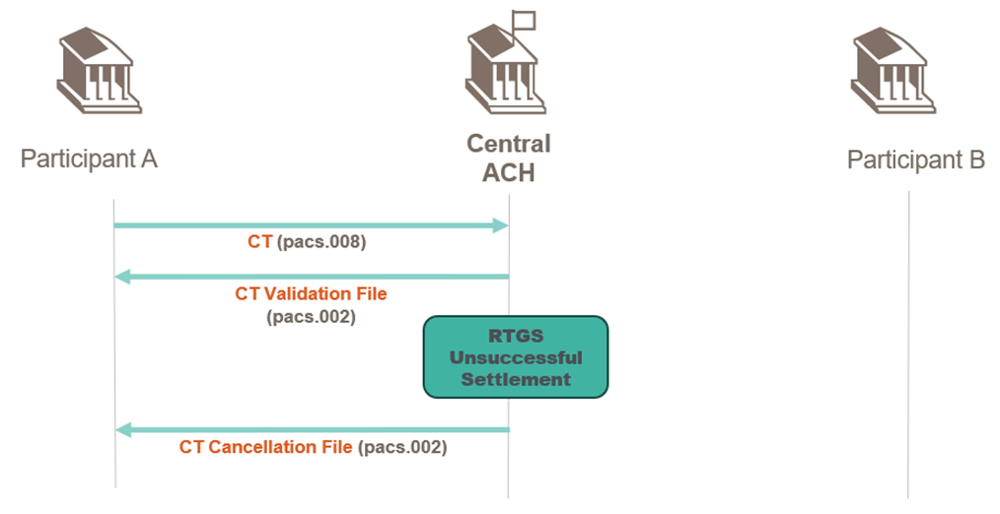 Participant A
Central
ACH
Participant B
CT (pacs.008)
CT Validation File
(pacs.002)
RTGS
Unsuccessful
Settlement
CT Cancellation File (pacs.002)